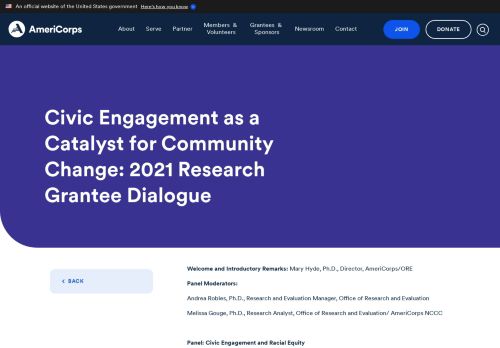 An official website of the United States government Here's how you know
AmeriCorps
About Serve Partner Members & Volunteers Grantees & Sponsors Newsroom Contact JOIN DONATE
Civic Engagement as a
Catalyst for Community
Change: 2021 Research
Grantee Dialogue
BACK
Welcome and Introductory Remarks: Mary Hyde, Ph.D., Director, AmeriCorps/ORE
Panel Moderators:
Andrea Robles, Ph.D., Research and Evaluation Manager, Office of Research and Evaluation
Melissa Gouge, Ph.D., Research Analyst, Office of Research and Evaluation/ AmeriCorps NCCC
Panel: Civic Engagement and Racial Equity